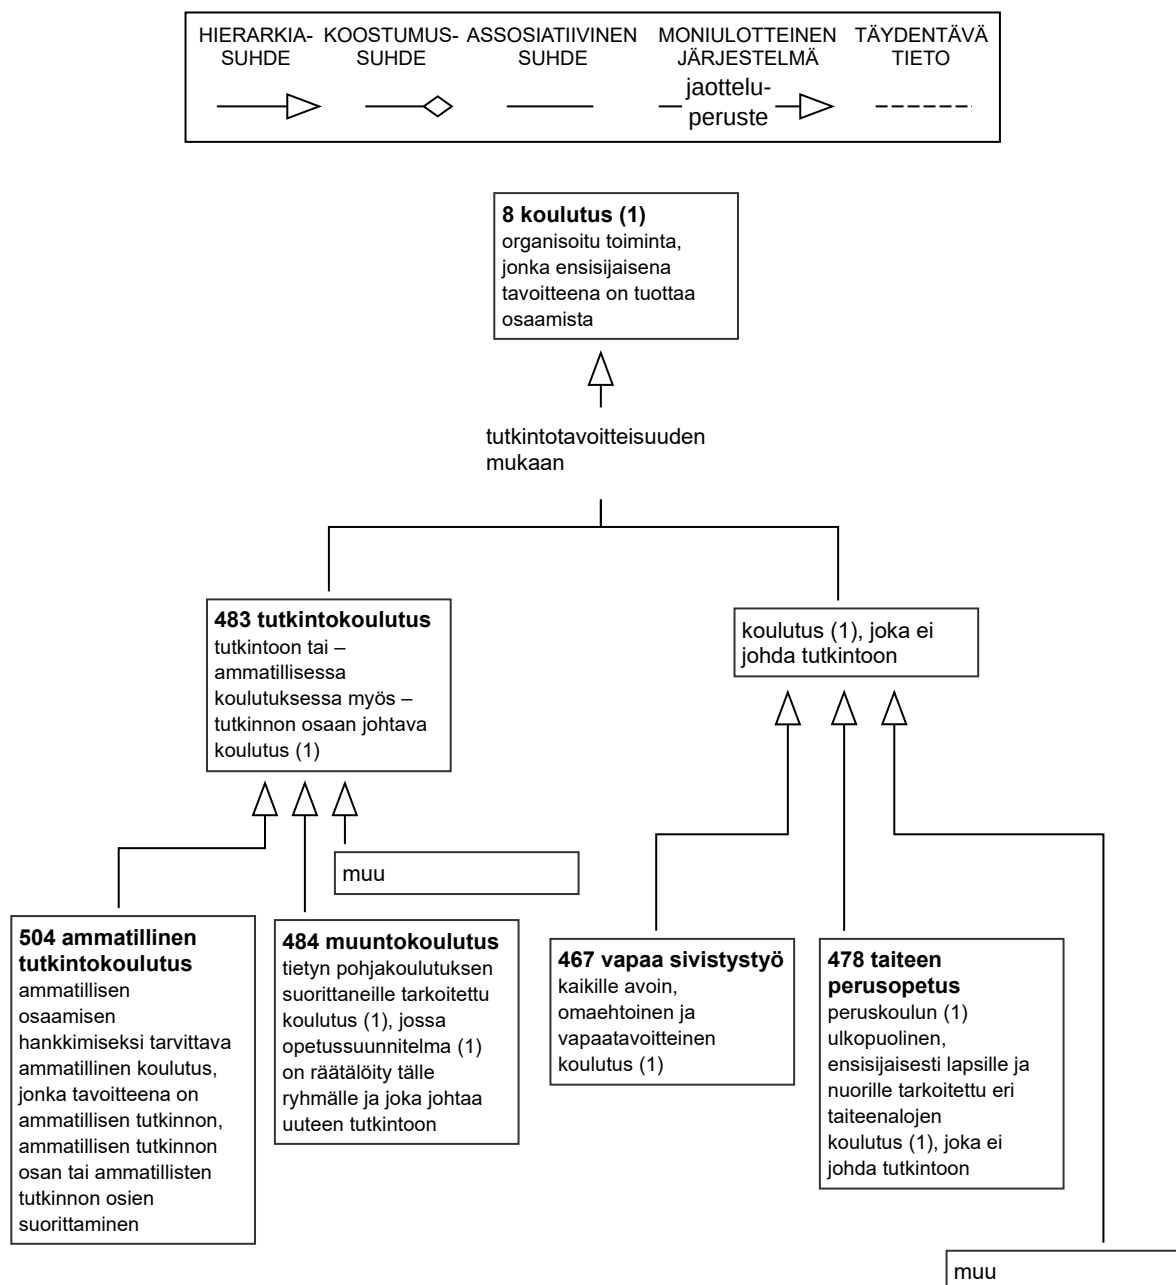 HIERARKIA-
SUHDE
KOOSTUMUS-
SUHDE
ASSOSIATIIVINEN
SUHDE
MONIULOTTEINEN
JÄRJESTELMÄ
jaottelu-
peruste
TÄYDENTÄVÄ
TIETO
8 koulutus (1)
organisoitu toiminta,
jonka ensisijaisena
tavoitteena on tuottaa
osaamista
tutkintotavoitteisuuden
mukaan
483 tutkintokoulutus
tutkintoon tai –
ammatillisessa
koulutuksessa myös –
tutkinnon osaan johtava
koulutus (1)
koulutus (1), joka ei
johda tutkintoon
muu
504 ammatillinen
tutkintokoulutus
ammatillisen
osaamisen
hankkimiseksi tarvittava
ammatillinen koulutus,
jonka tavoitteena on
ammatillisen tutkinnon,
ammatillisen tutkinnon
osan tai ammatillisten
tutkinnon osien
suorittaminen
484 muuntokoulutus
tietyn pohjakoulutuksen
suorittaneille tarkoitettu
koulutus (1), jossa
opetussuunnitelma (1)
on räätälöity tälle
ryhmälle ja joka johtaa
uuteen tutkintoon
467 vapaa sivistystyö
kaikille avoin,
omaehtoinen ja
vapaatavoitteinen
koulutus (1)
478 taiteen
perusopetus
peruskoulun (1)
ulkopuolinen,
ensisijaisesti lapsille ja
nuorille tarkoitettu eri
taiteenalojen
koulutus (1), joka ei
johda tutkintoon
muu